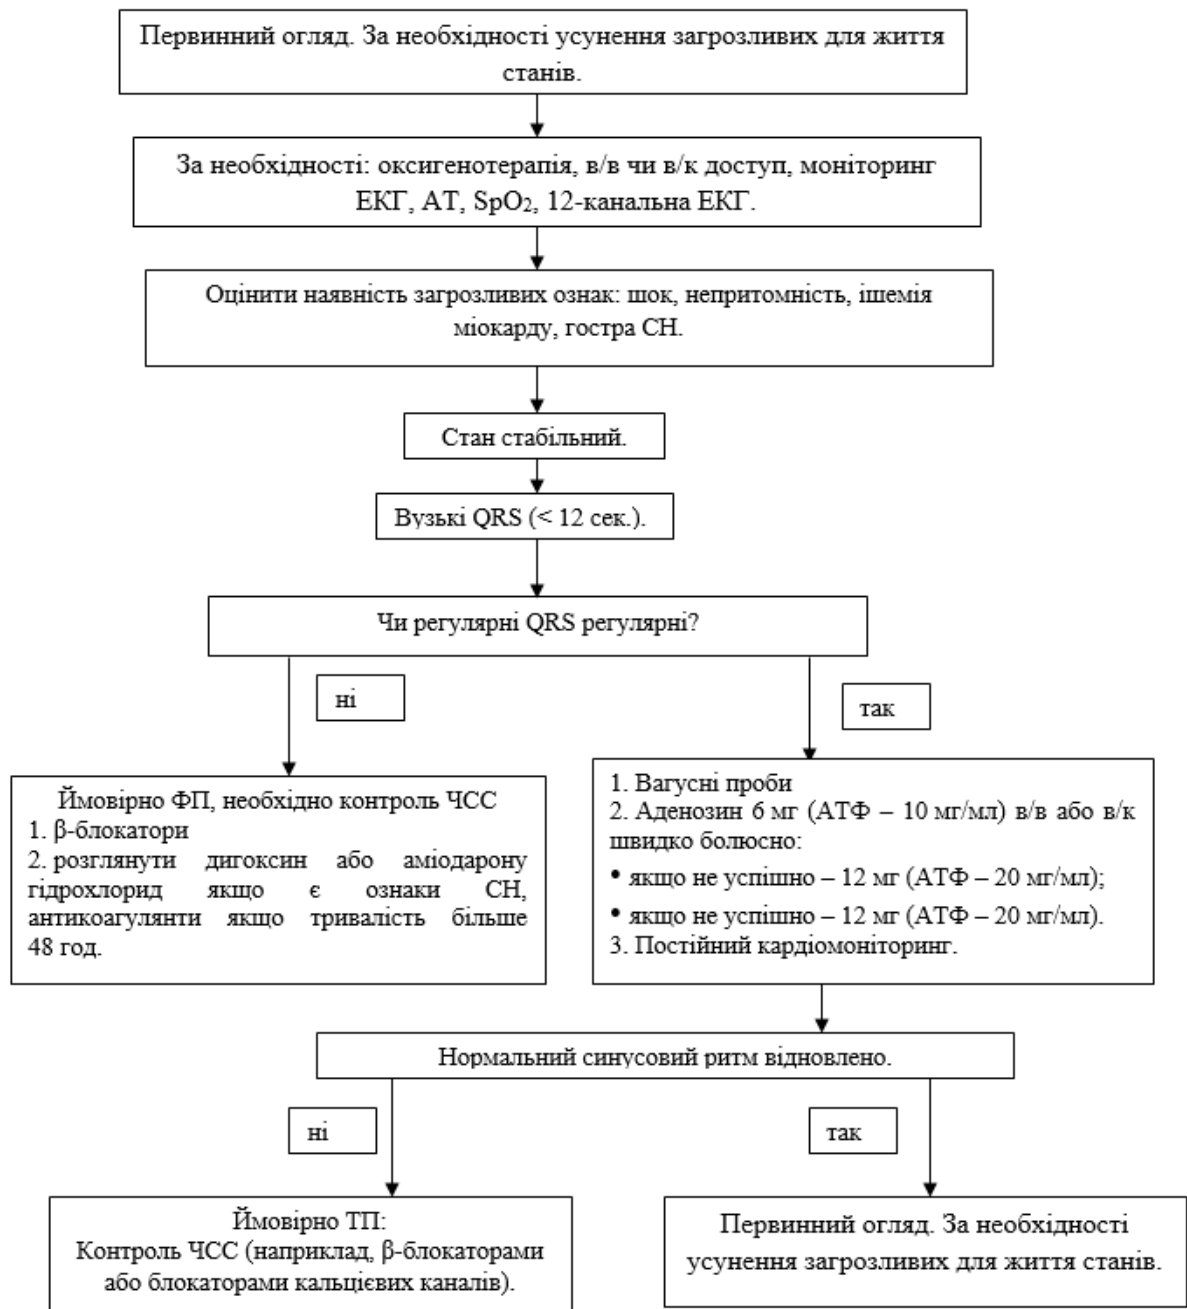 Первинний огляд. За необхідності усунення загрозливих для життя
станів.
За необхідності: оксигенотерапія, в/в чи в/к доступ, моніторинг
ЕКГ, АТ, SpO₂, 12-канальна ЕКГ.
Оцінити наявність загрозливих ознак: шок, непритомність, ішемія
міокарду, гостра СН.
Стан стабільний.
Вузькі QRS (< 12 сек.).
Чи регулярні QRS регулярні?
ні
так
Ймовірно ФП, необхідно контроль ЧСС
1. β-блокатори
2. розглянути дигоксин або аміодарону
гідрохлорид якщо є ознаки СН,
антикоагулянти якщо тривалість більше
48 год.
1. Вагусні проби
2. Аденозин 6 мг (АТФ – 10 мг/мл) в/в або в/к
швидко болюсно:
• якщо не успішно – 12 мг (АТФ – 20 мг/мл);
• якщо не успішно – 12 мг (АТФ – 20 мг/мл).
3. Постійний кардіомоніторинг.
Нормальний синусовий ритм відновлено.
ні
так
Ймовірно ТП:
Контроль ЧСС (наприклад, β-блокаторами
або блокаторами кальцієвих каналів).
Первинний огляд. За необхідності
усунення загрозливих для життя станів.